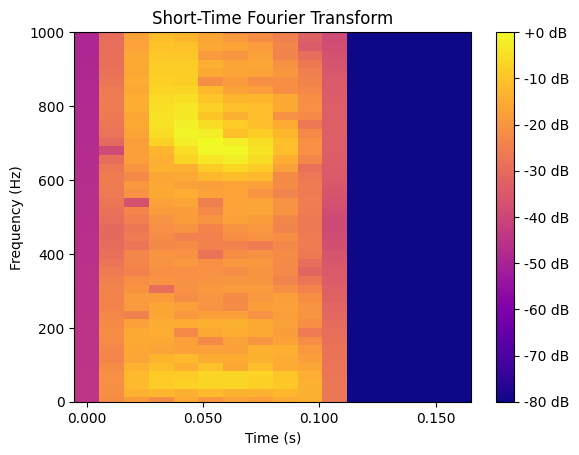 Short-Time Fourier Transform
1000
800
600
400
200
0
Frequency (Hz)
0.000
0.050
0.100
0.150
Time (s)
+0 dB
-10 dB
-20 dB
-30 dB
-40 dB
-50 dB
-60 dB
-70 dB
-80 dB